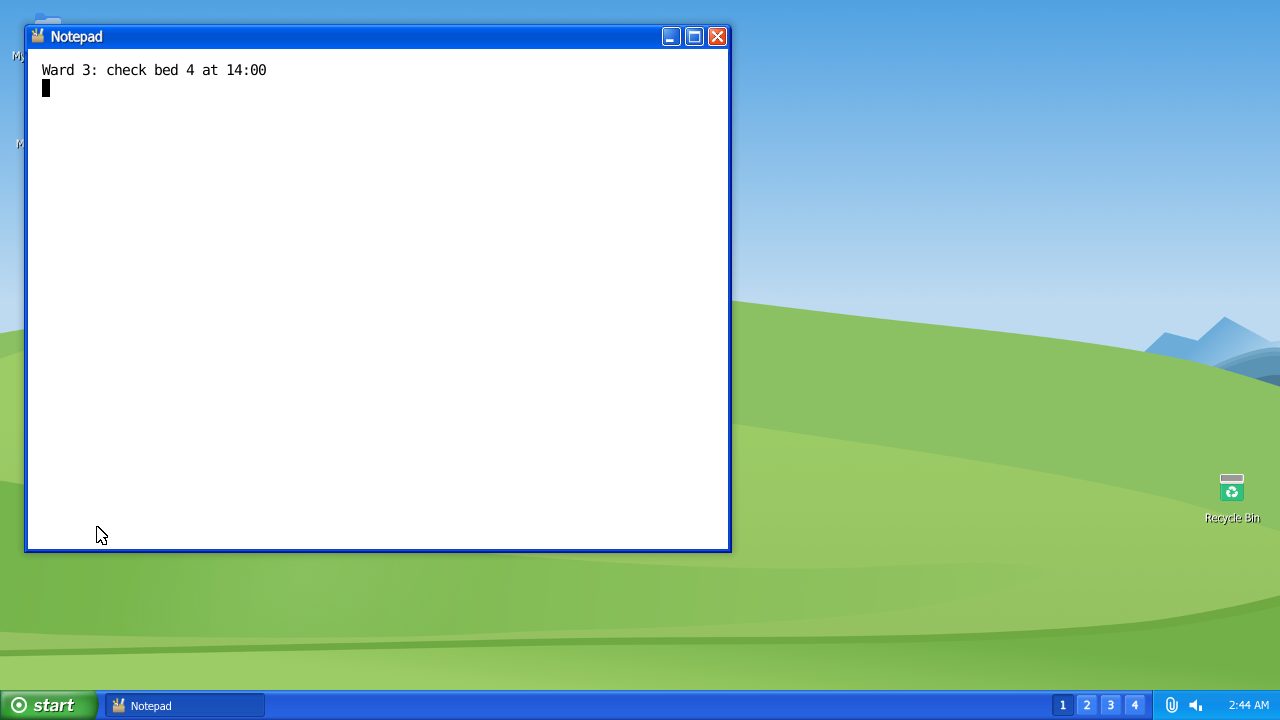 Notepad
Ward 3: check bed 4 at 14:00
Recycle Bin
start
Notepad
1 2 3 4
2:44 AM